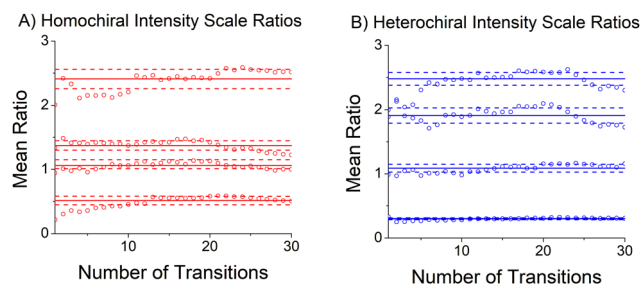 A) Homochiral Intensity Scale Ratios
3
2
1
0
Mean Ratio
10
20
30
Number of Transitions
B) Heterochiral Intensity Scale Ratios
3
2
1
0
Mean Ratio
10
20
30
Number of Transitions